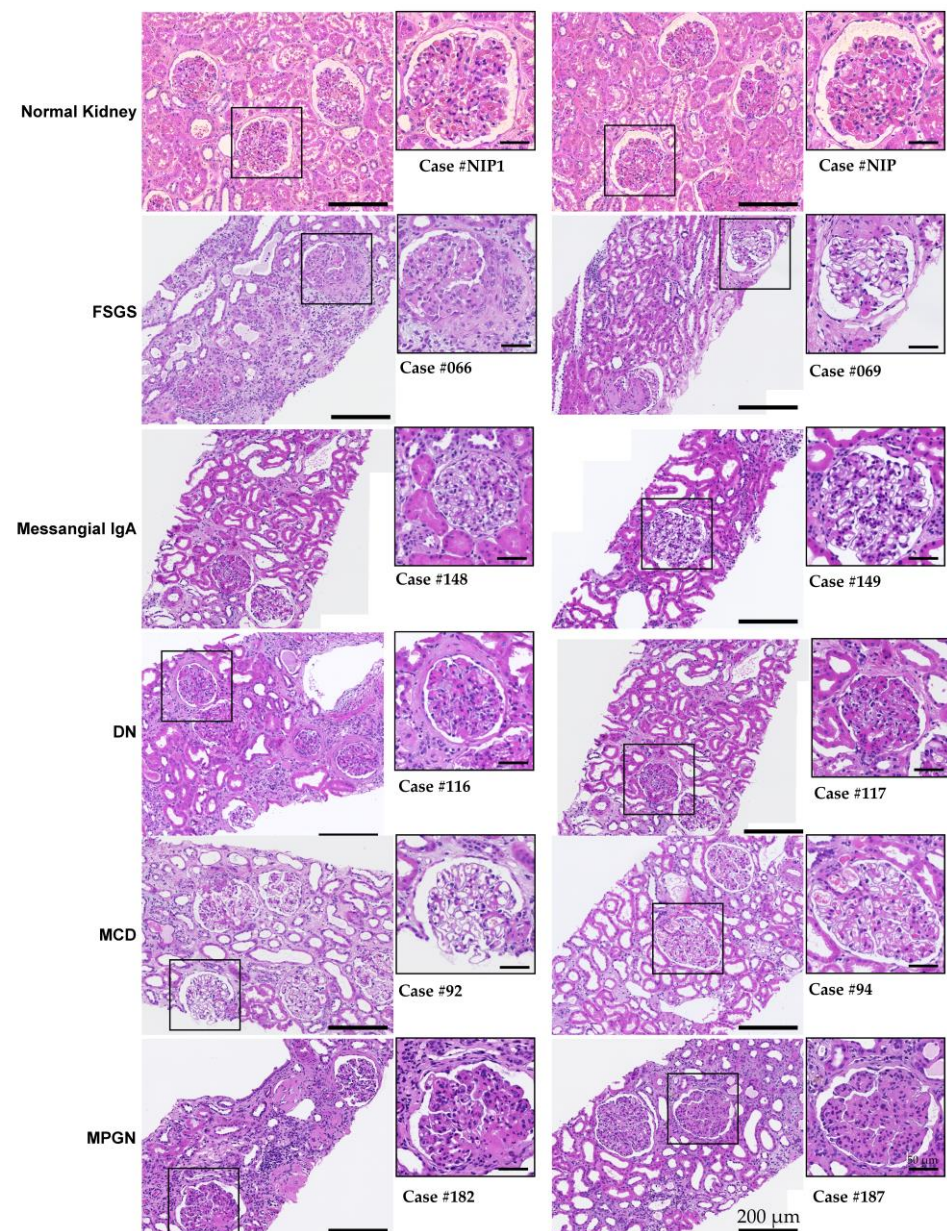 Normal Kidney
Case #NIP1
Case #NIP
FSGS
Case #066
Case #069
Messangial IgA
Case #148
Case #149
DN
Case #116
Case #117
MCD
Case #92
Case #94
MPGN
50 μm
Case #182
Case #187
200 μm